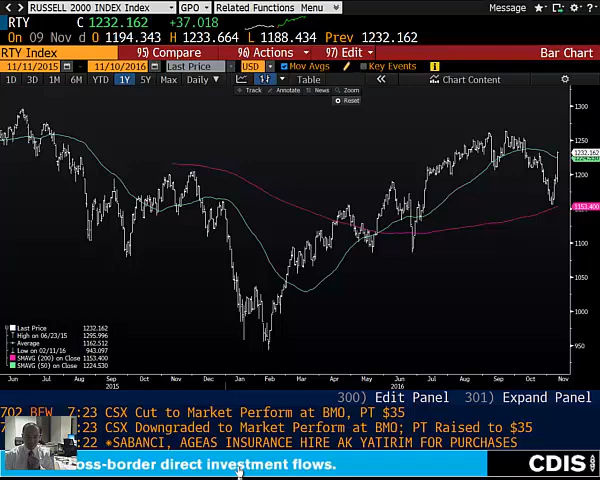 RUSSELL 2000 INDEX Index GPO Related Functions Menu Message
RTY C 1232.162 +37.018
On 09 Nov d O 1194.343 H 1233.664 L 1188.434 Prev 1232.162
RTY Index 95) Compare 96) Actions 97) Edit Bar Chart
11/11/2015 11/10/2016 Last Price USD Mov Avgs Key Events
1D 3D 1M 6M YTD 1Y 5Y Max Daily Table Chart Content
Track Annotate News Zoom
Reset
1300
1250
1232.162
1224.530
1153.400
1100
1050
1000
950
Last Price 1232.162
High on 06/23/15 1295.996
Average 1162.512
Low on 02/11/16 943.097
SMAVG (200) on Close 1153.400
SMAVG (50) on Close 1224.530
Jun Jul Aug Sep Oct Nov Dec Jan Feb Mar Apr May Jun Jul Aug Sep Oct Nov
2015 2016
300) Edit Panel 301) Expand Panel
702 BFW 7:23 CSX Cut to Market Perform at BMO, PT $35
7:23 CSX Downgraded to Market Perform at BMO; PT Raised to $35
:22 *SABANCI, AGEAS INSURANCE HIRE AK YATIRIM FOR PURCHASES
oss-border direct investment flows. CDIS